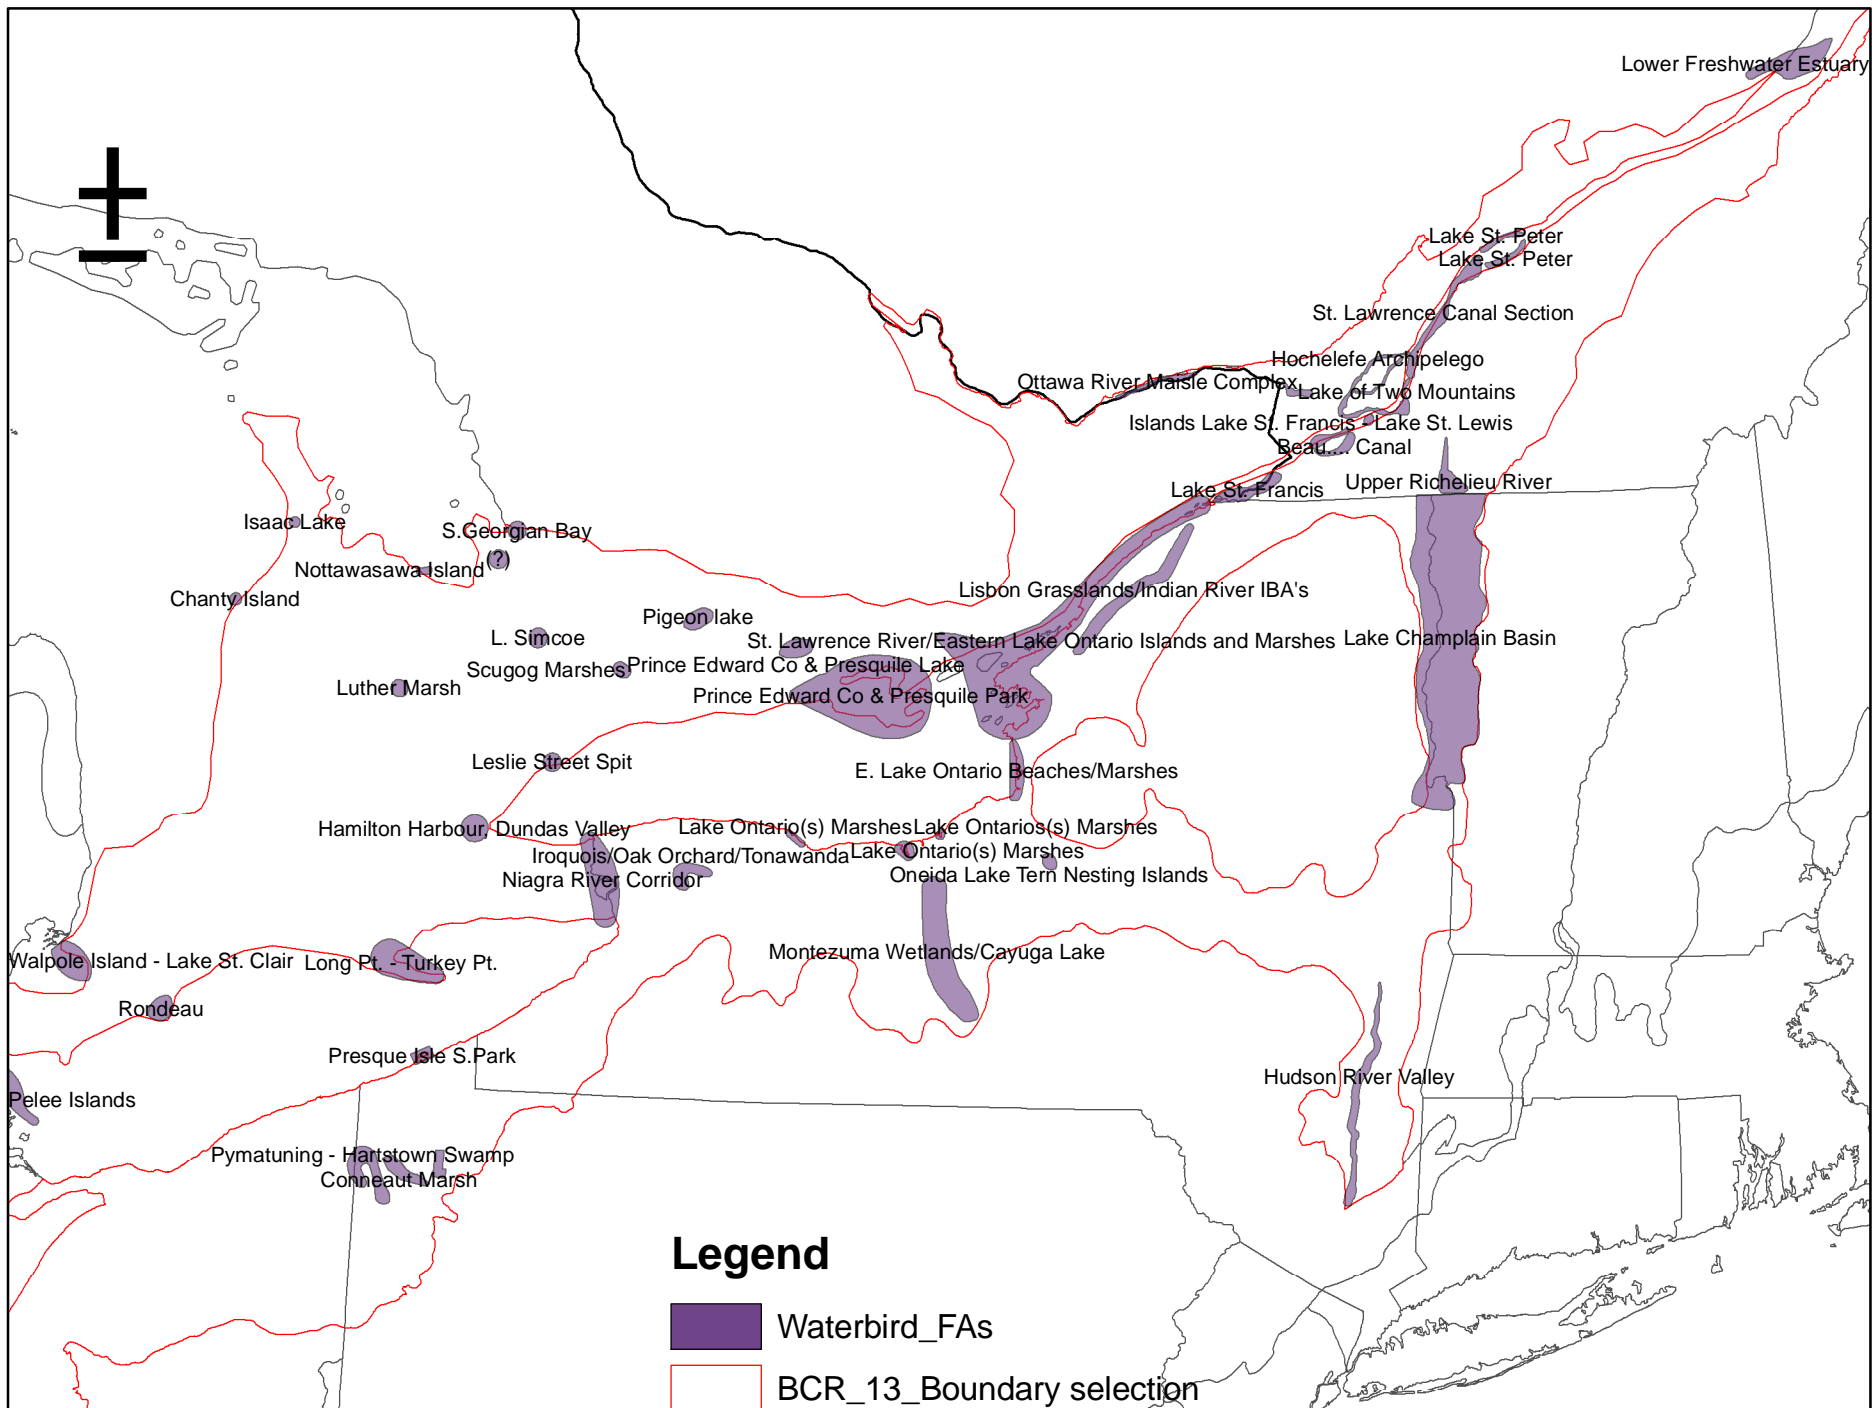 Lower Freshwater Estuary
Lake St. Peter
Lake St. Peter
St. Lawrence Canal Section
Hochelefe Archipelego
Ottawa River Maisle Complex
Lake of Two Mountains
Islands Lake St. Francis - Lake St. Lewis
Beau.... Canal
Upper Richelieu River
Lake St. Francis
Isaac Lake
S.Georgian Bay
(?)
Nottawasawa Island
Chanty Island
Lisbon Grasslands/Indian River IBA's
Pigeon lake
L. Simcoe
St. Lawrence River/Eastern Lake Ontario Islands and Marshes
Lake Champlain Basin
Scugog Marshes
Prince Edward Co & Presquile Lake
Luther Marsh
Prince Edward Co & Presquile Park
Leslie Street Spit
E. Lake Ontario Beaches/Marshes
Hamilton Harbour, Dundas Valley
Lake Ontario(s) Marshes
Lake Ontarios(s) Marshes
Iroquois/Oak Orchard/Tonawanda
Lake Ontario(s) Marshes
Niagra River Corridor
Oneida Lake Tern Nesting Islands
Montezuma Wetlands/Cayuga Lake
Walpole Island - Lake St. Clair
Long Pt. - Turkey Pt.
Rondeau
Presque Isle S.Park
Hudson River Valley
Pelee Islands
Pymatuning - Hartstown Swamp
Conneaut Marsh
Legend
Waterbird_FAs
BCR_13_Boundary selection